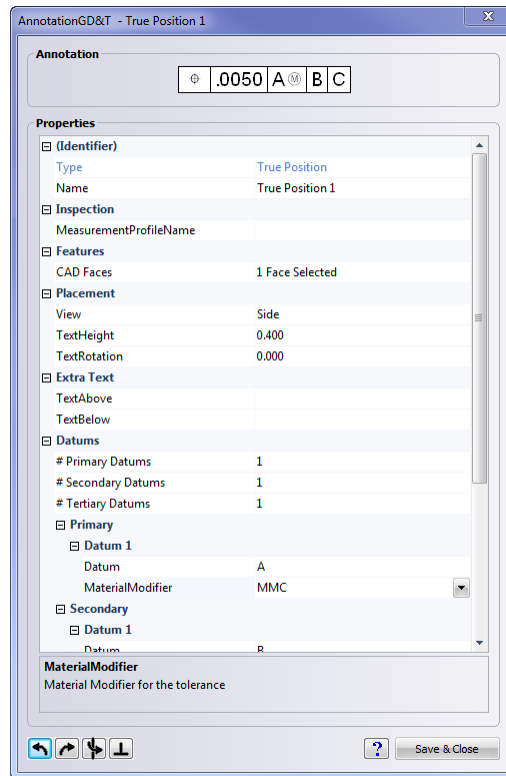 AnnotationGD&T - True Position 1
Annotation
⌖ .0050 A Ⓜ B C
Properties
(Identifier)
Type True Position
Name True Position 1
Inspection
MeasurementProfileName
Features
CAD Faces 1 Face Selected
Placement
View Side
TextHeight 0.400
TextRotation 0.000
Extra Text
TextAbove
TextBelow
Datums
# Primary Datums 1
# Secondary Datums 1
# Tertiary Datums 1
Primary
Datum 1
Datum A
MaterialModifier MMC
Secondary
Datum 1
Datum B
MaterialModifier
Material Modifier for the tolerance
? Save & Close